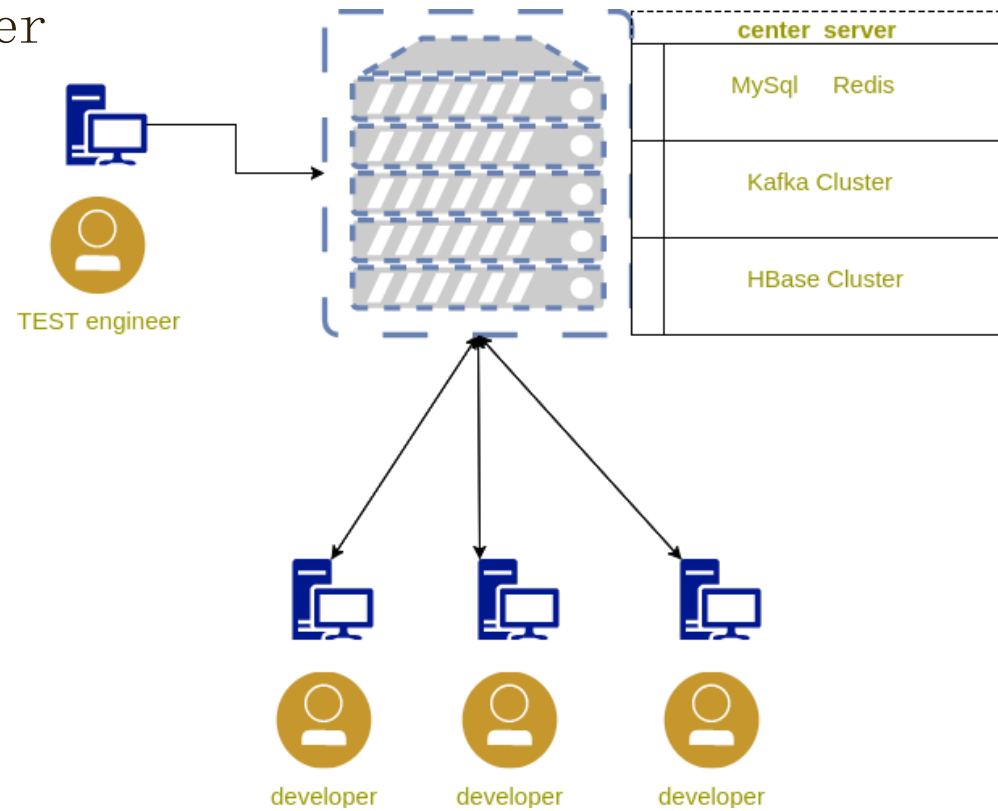 er
center server
MySql Redis
Kafka Cluster
HBase Cluster
TEST engineer
developer developer developer